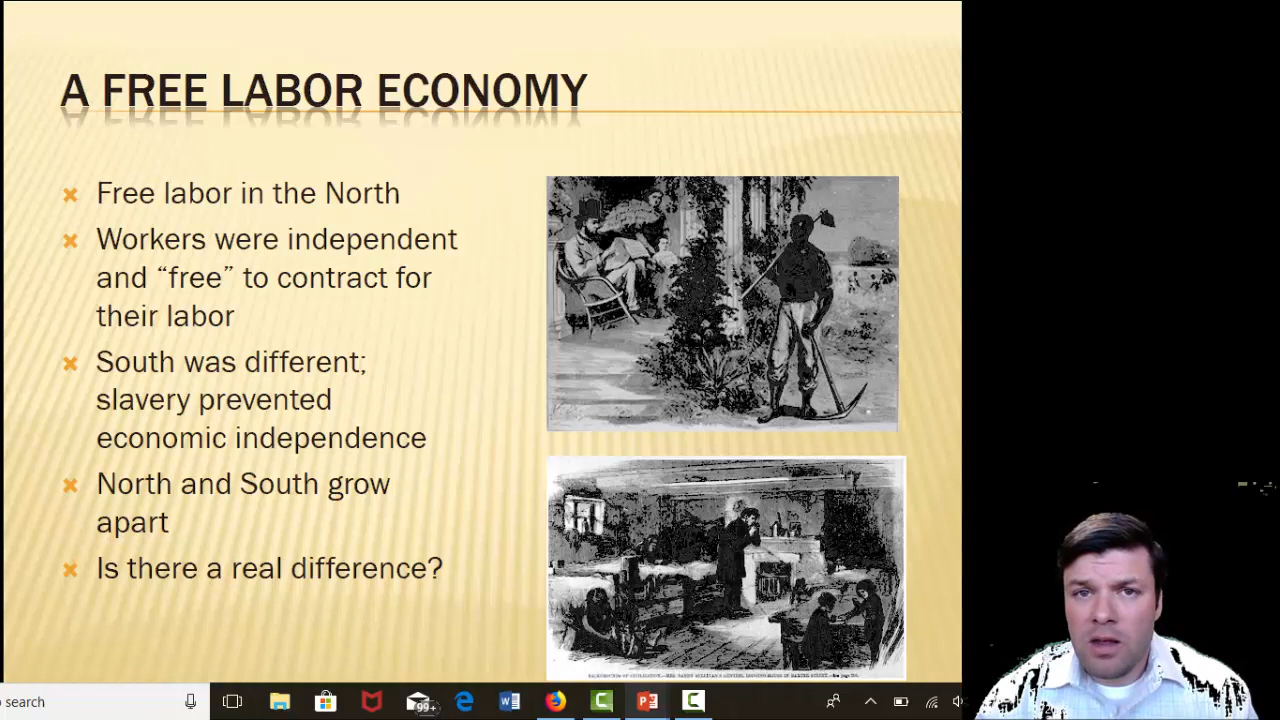 A FREE LABOR ECONOMY
Free labor in the North
Workers were independent
and “free” to contract for
their labor
South was different;
slavery prevented
economic independence
North and South grow
apart
Is there a real difference?
search
99+